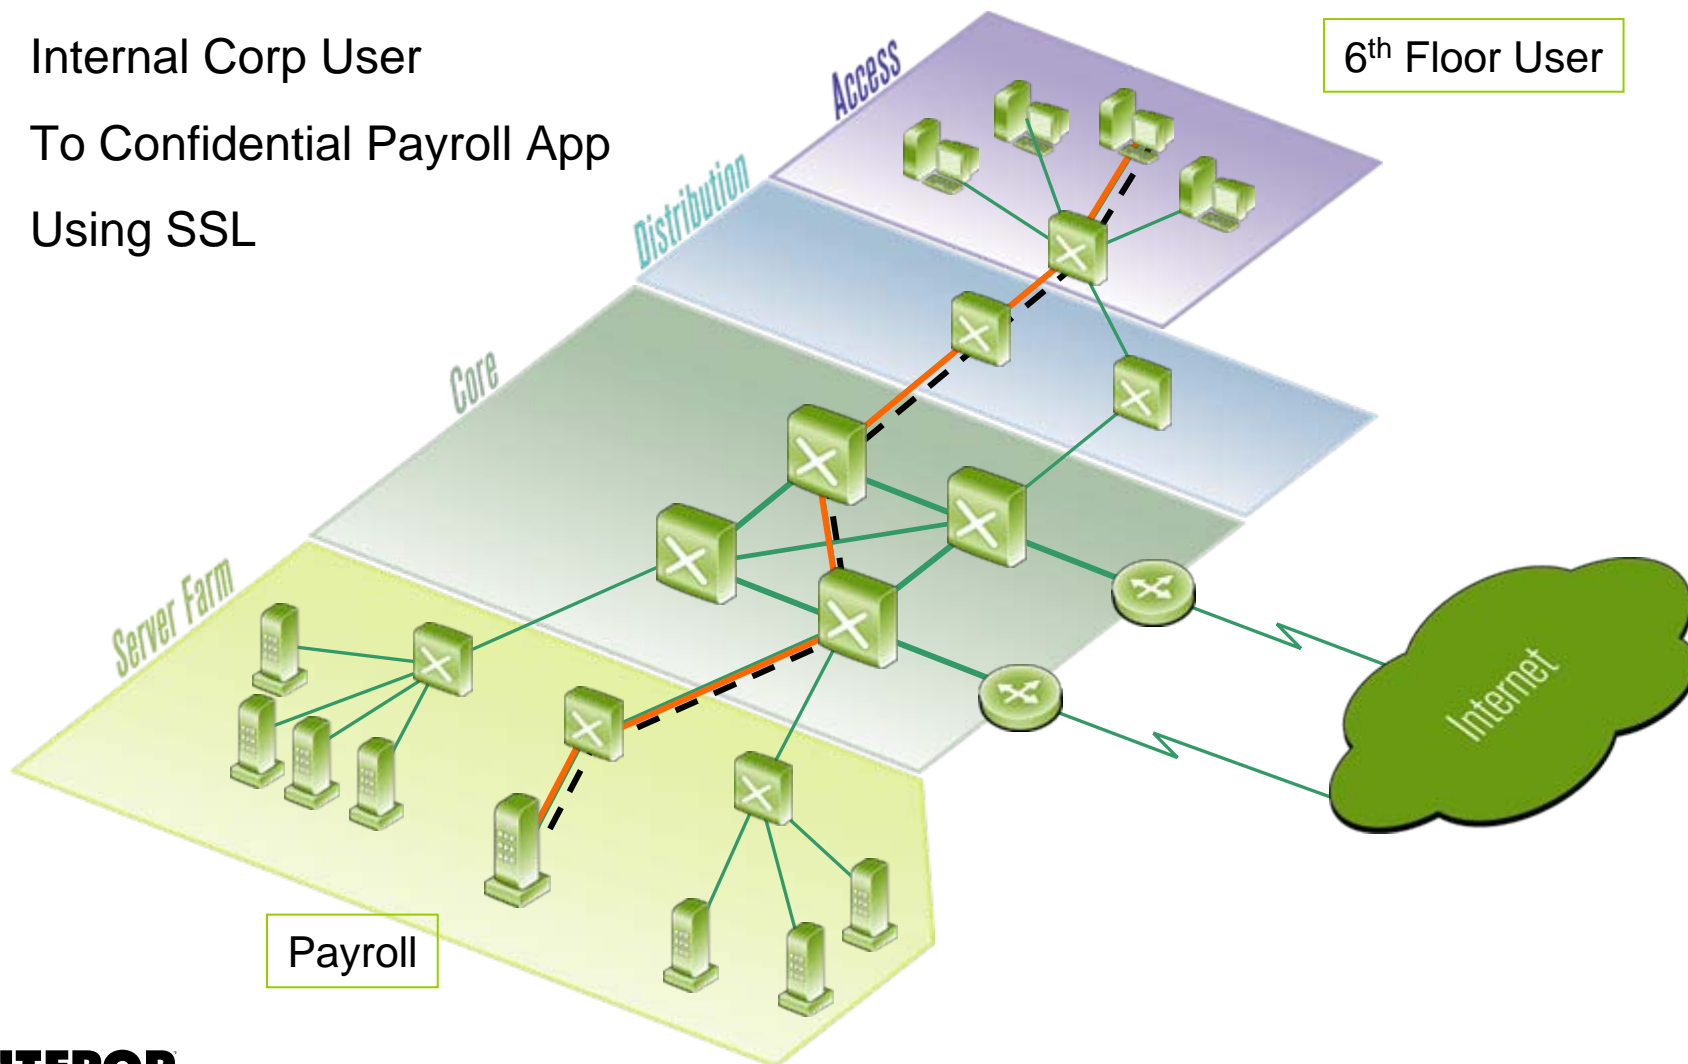 Internal Corp User
To Confidential Payroll App
Using SSL
6th Floor User
Access
Distribution
Core
Server Farm
Internet
Payroll